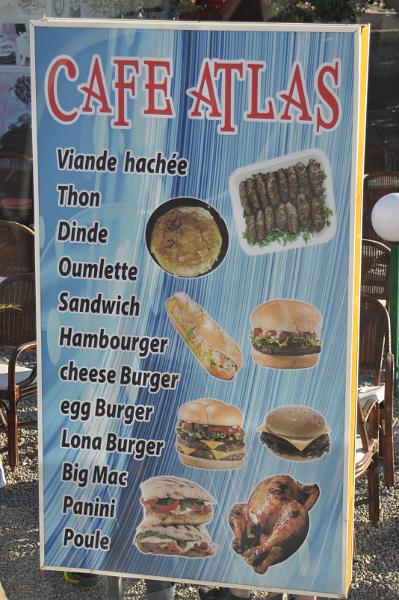 CAFE ATLAS
Viande hachée
Thon
Dinde
Oumlette
Sandwich
Hambourger
cheese Burger
egg Burger
Lona Burger
Big Mac
Panini
Poule